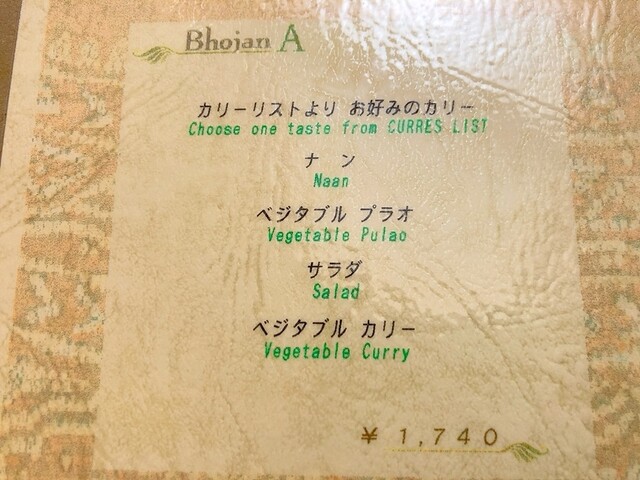 Bhojan A
カリーリストより お好みのカリー
Choose one taste from CURRES LIST
ナン
Naan
ベジタブル プラオ
Vegetable Pulao
サラダ
Salad
ベジタブル カリー
Vegetable Curry
¥ 1,740